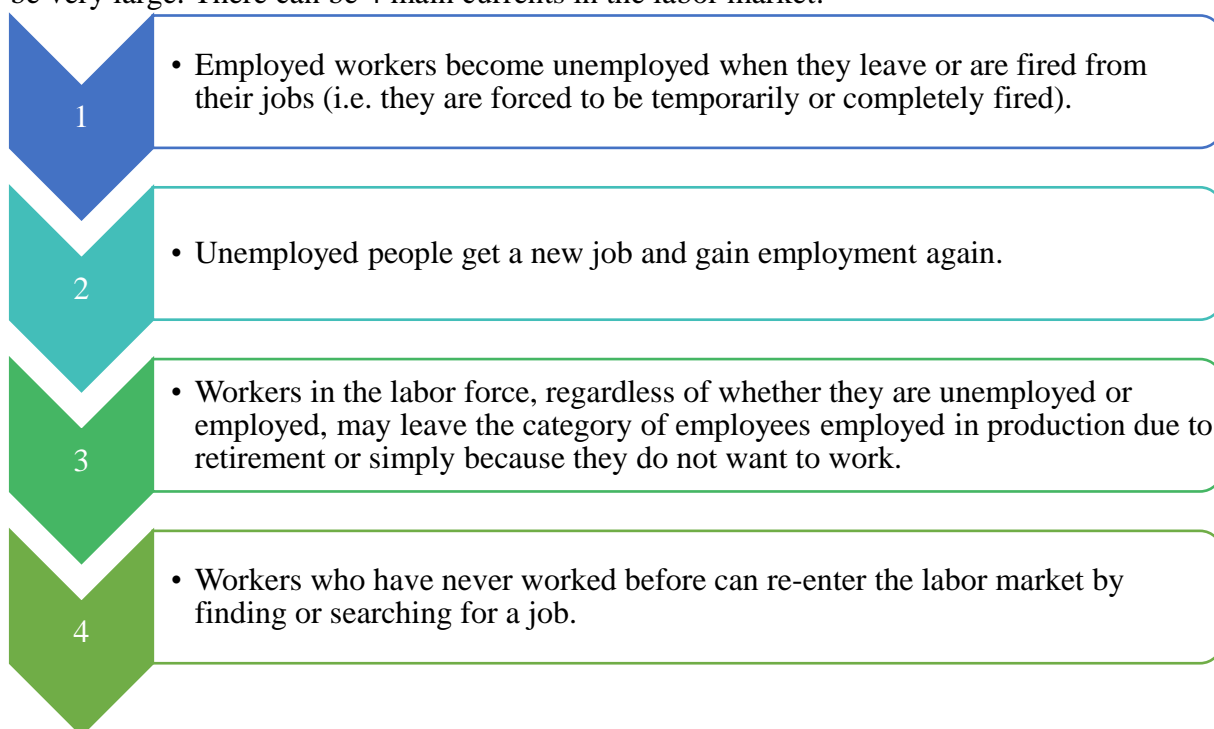 be very large. There can be 4 main currents in the labor market:
1
• Employed workers become unemployed when they leave or are fired from
their jobs (i.e. they are forced to be temporarily or completely fired).
2
• Unemployed people get a new job and gain employment again.
3
• Workers in the labor force, regardless of whether they are unemployed or
employed, may leave the category of employees employed in production due to
retirement or simply because they do not want to work.
4
• Workers who have never worked before can re-enter the labor market by
finding or searching for a job.